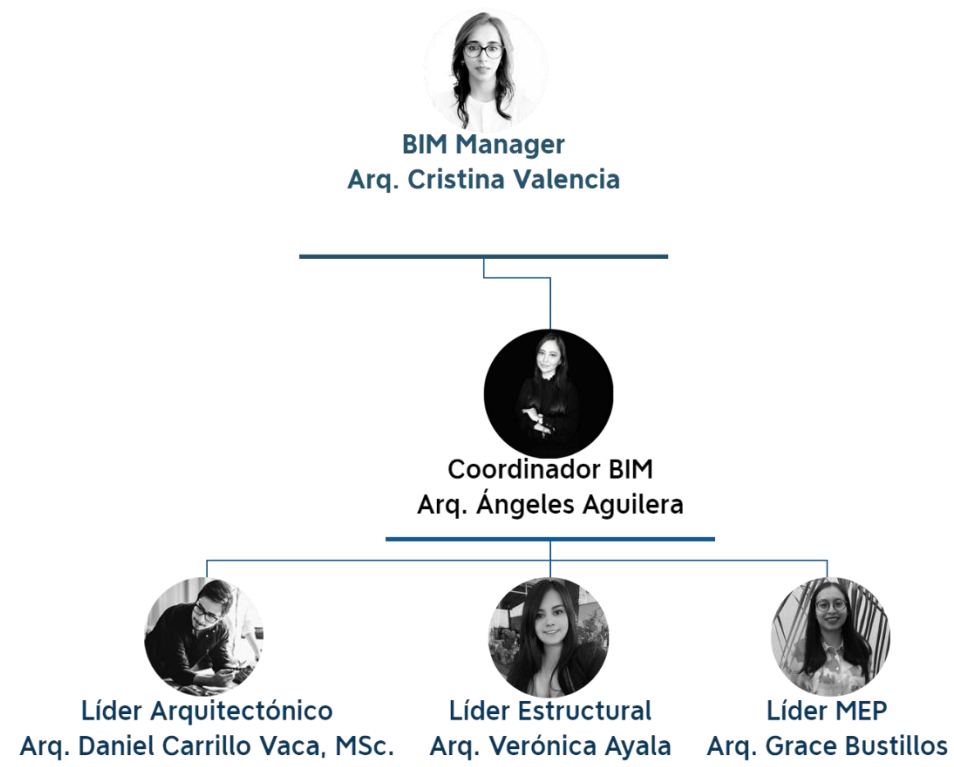 BIM Manager
Arq. Cristina Valencia
Coordinador BIM
Arq. Ángeles Aguilera
Líder Arquitectónico
Arq. Daniel Carrillo Vaca, MSc.
Líder Estructural
Arq. Verónica Ayala
Líder MEP
Arq. Grace Bustillos